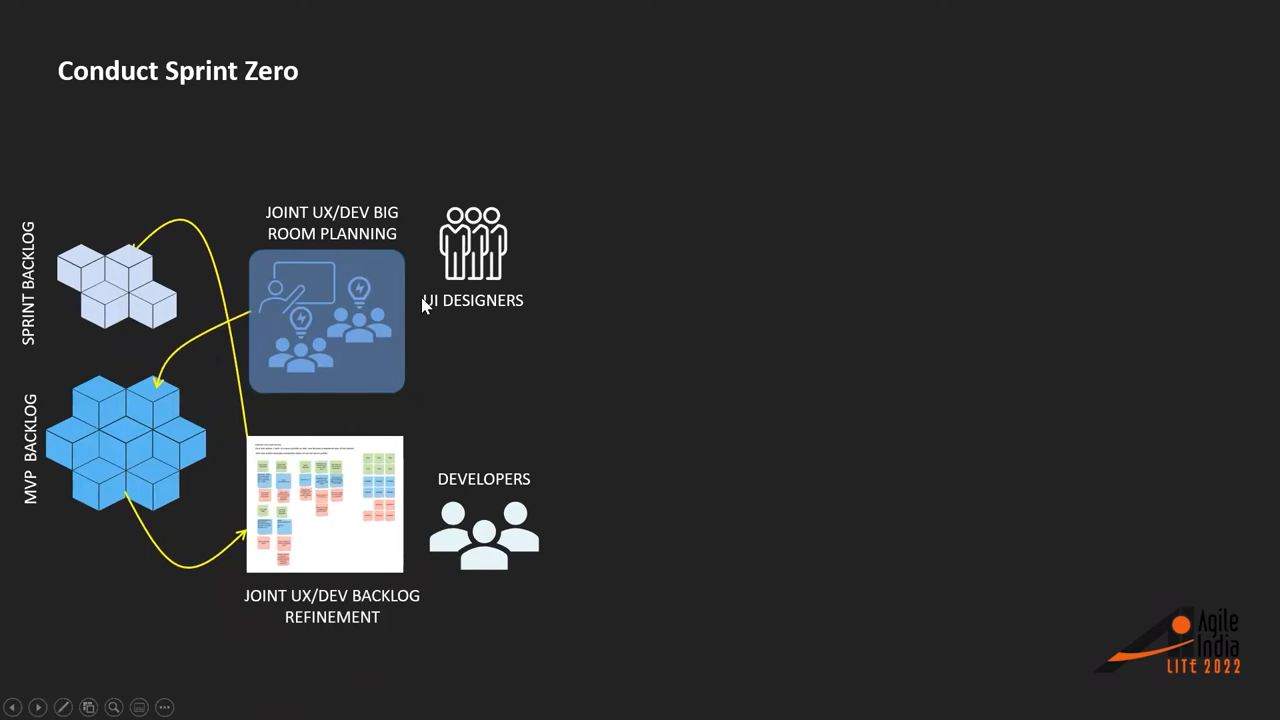 Conduct Sprint Zero
SPRINT BACKLOG
MVP BACKLOG
JOINT UX/DEV BIG
ROOM PLANNING
UI DESIGNERS
DEVELOPERS
JOINT UX/DEV BACKLOG
REFINEMENT
Agile
India
LITE 2022